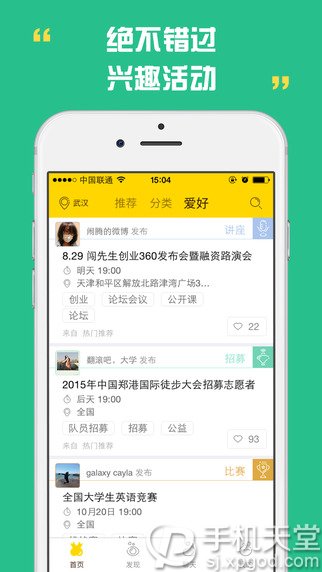 “ 绝不错过 ”
兴趣活动
中国联通 15:04
武汉 推荐 分类 爱好
闹腾的微博 发布 讲座
8.29 闯先生创业360发布会暨融资路演会
明天 19:00
天津和平区解放北路津湾广场3...
创业 论坛会议 公开课
论坛
来自 热门推荐 22
翻滚吧，大学 发布 招募
2015年中国郑港国际徒步大会招募志愿者
后天 19:00
全国
队员招募 招募 公益
来自 热门推荐 93
galaxy cayla 发布 比赛
全国大学生英语竞赛
10月20日 19:00
全国
首页 发现
手机天堂
sj.xpgod.com